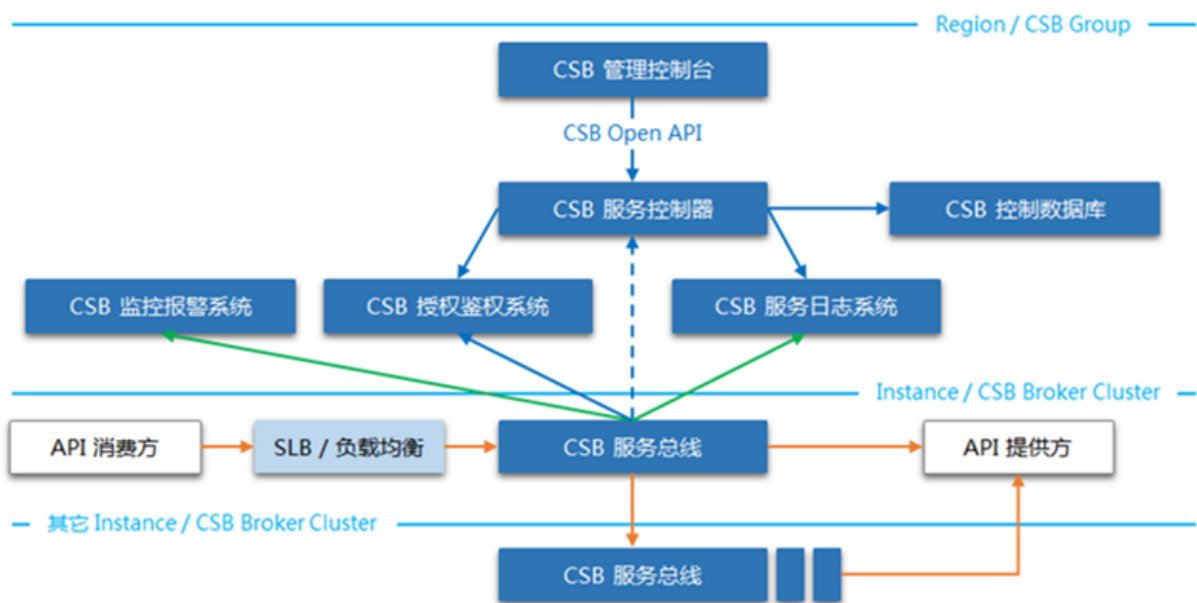 Region / CSB Group
CSB 管理控制台
CSB Open API
CSB 服务控制器
CSB 控制数据库
CSB 监控报警系统
CSB 授权鉴权系统
CSB 服务日志系统
Instance / CSB Broker Cluster
API 消费方
SLB / 负载均衡
CSB 服务总线
API 提供方
其它 Instance / CSB Broker Cluster
CSB 服务总线